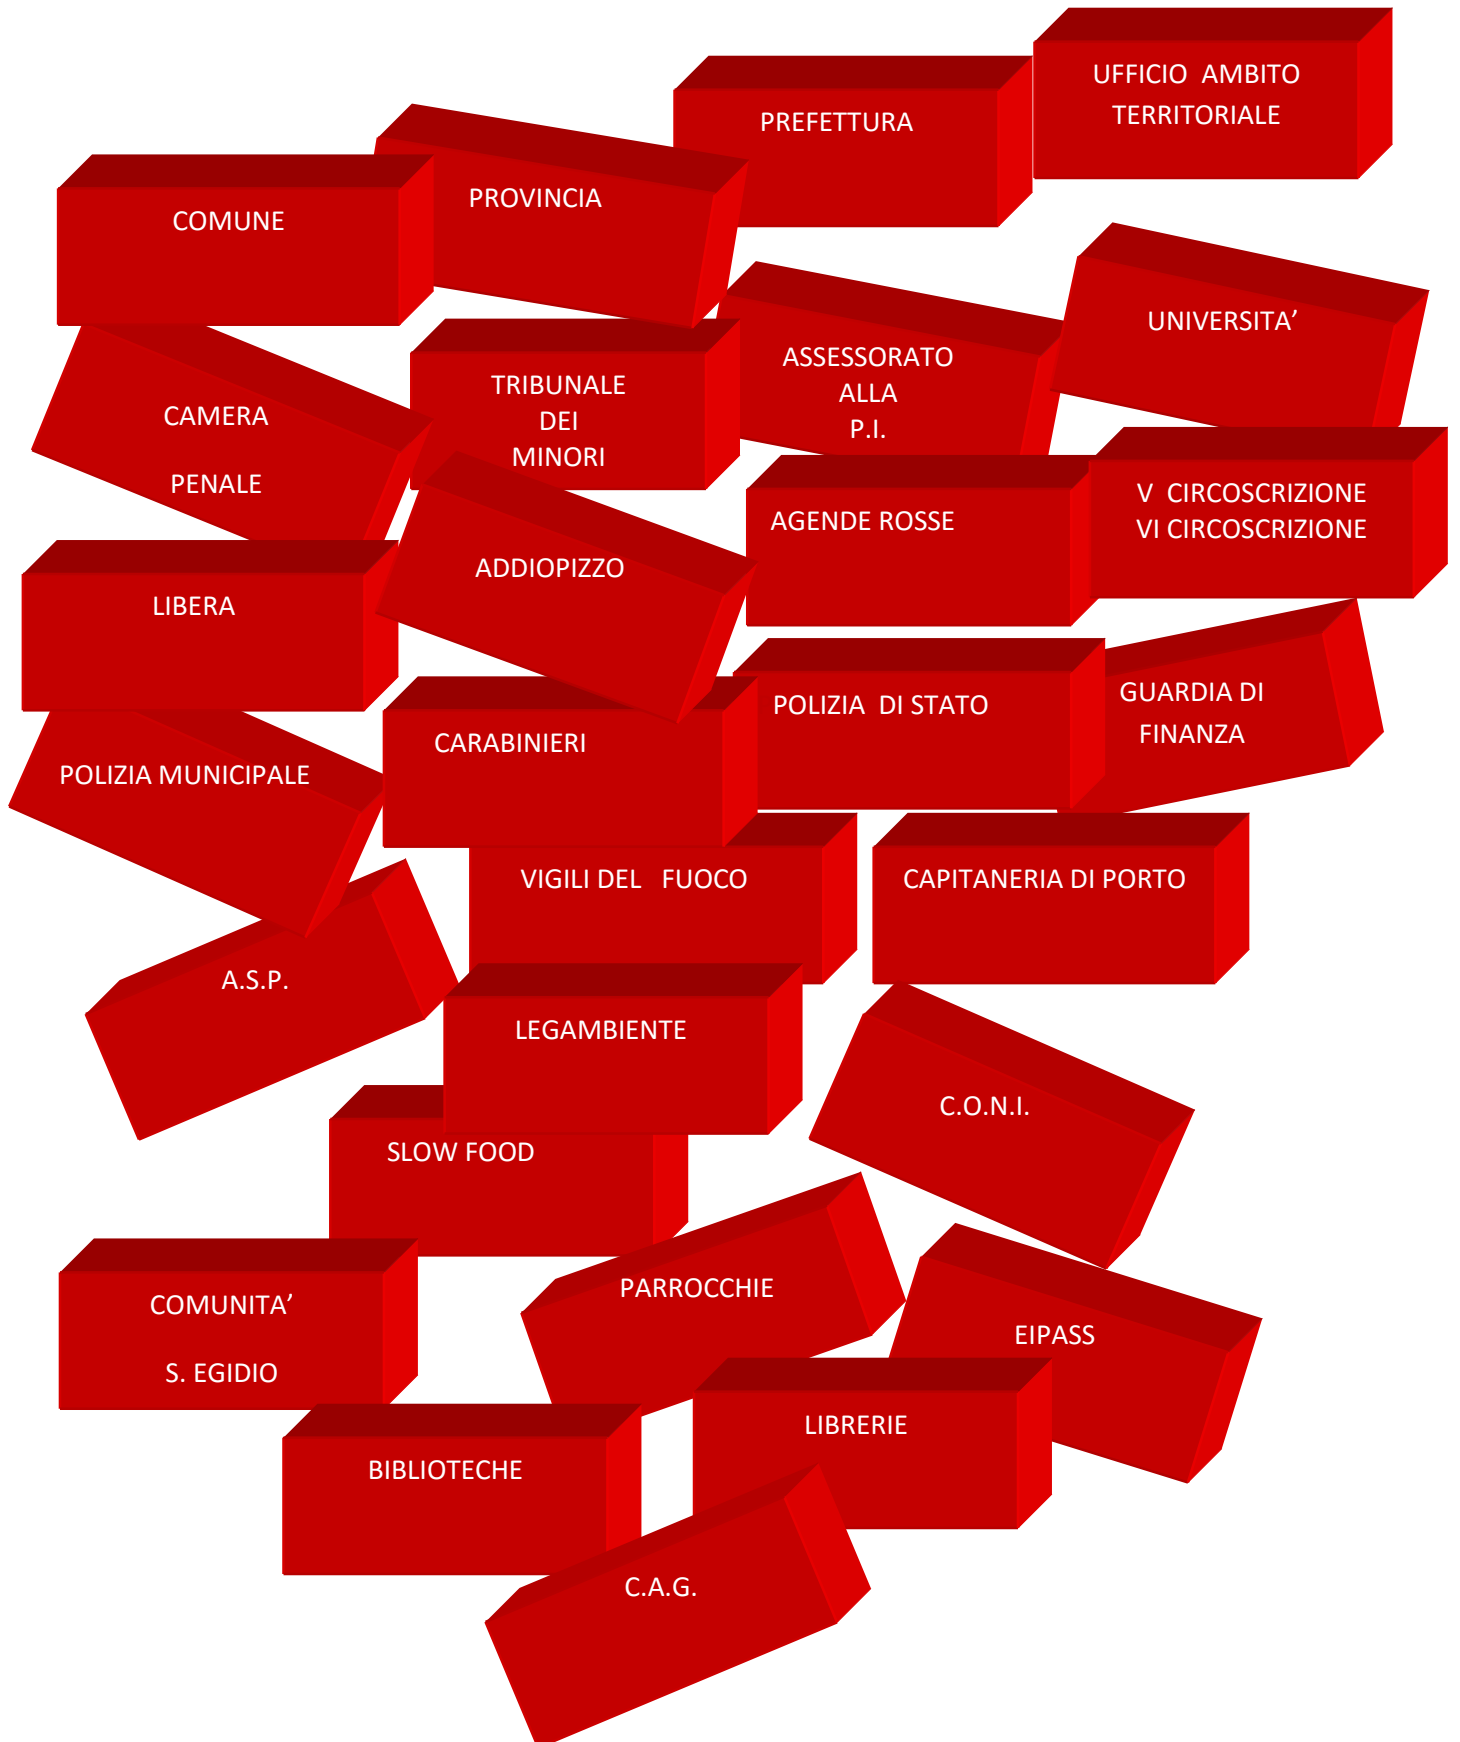 UFFICIO  AMBITO
TERRITORIALE
PREFETTURA
PROVINCIA
COMUNE
UNIVERSITA’
ASSESSORATO
ALLA
P.I.
TRIBUNALE
DEI
MINORI
CAMERA
PENALE
V  CIRCOSCRIZIONE
VI CIRCOSCRIZIONE
AGENDE ROSSE
ADDIOPIZZO
LIBERA
GUARDIA DI
FINANZA
POLIZIA  DI STATO
CARABINIERI
POLIZIA MUNICIPALE
VIGILI DEL   FUOCO
CAPITANERIA DI PORTO
A.S.P.
LEGAMBIENTE
C.O.N.I.
SLOW FOOD
PARROCCHIE
COMUNITA’
S. EGIDIO
EIPASS
LIBRERIE
BIBLIOTECHE
C.A.G.